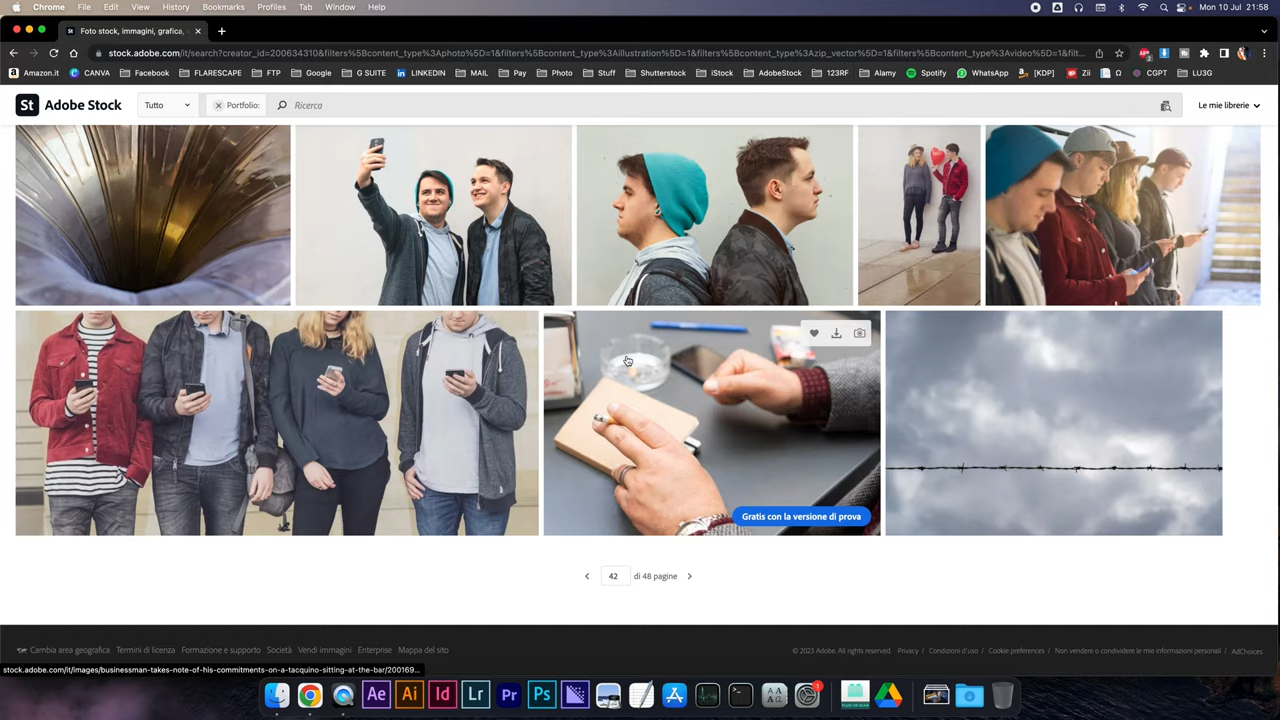 Chrome File Edit View History Bookmarks Profiles Tab Window Help Mon 10 Jul 21:58
Foto stock, immagini, grafica,
stock.adobe.com/it/search?creator_id=200634310&filters%5Bcontent_type%3Aphoto%5D=1&filters%5Bcontent_type%3Aillustration%5D=1&filters%5Bcontent_type%3Azip_vector%5D=1&filters%5Bcontent_type%3Avideo%5D=1&filt...
Amazon.it CANVA Facebook FLARESCAPE FTP Google G SUITE LINKEDIN MAIL Pay Photo Stuff Shutterstock iStock AdobeStock 123RF Alamy Spotify WhatsApp [KDP] Zii Ω CGPT LU3G
St Adobe Stock Tutto Portfolio: Ricerca Le mie librerie
Gratis con la versione di prova
42 di 48 pagine
Cambia area geografica Termini di licenza Formazione e supporto Società Vendi immagini Enterprise Mappa del sito © 2023 Adobe. All rights reserved. Privacy / Condizioni d'uso / Cookie preferences / Non vendere o condividere le mie informazioni personali / AdChoices
stock.adobe.com/it/images/businessman-takes-note-of-his-commitments-on-a-tacquino-sitting-at-the-bar/200169...
Ae Ai Id Lr Pr Ps 1